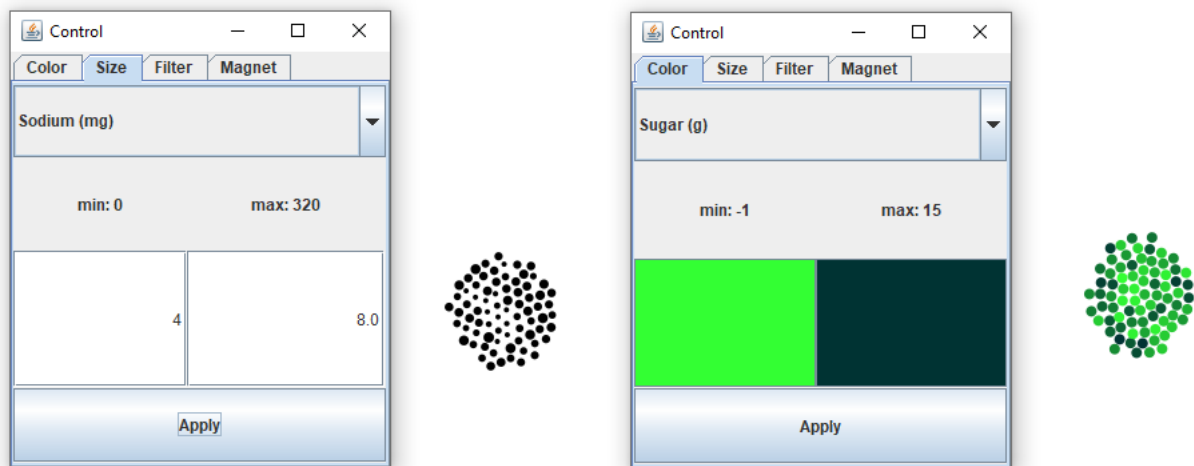 Control
Color Size Filter Magnet
Sodium (mg)
min: 0 max: 320
4 8.0
Apply
Control
Color Size Filter Magnet
Sugar (g)
min: -1 max: 15
Apply